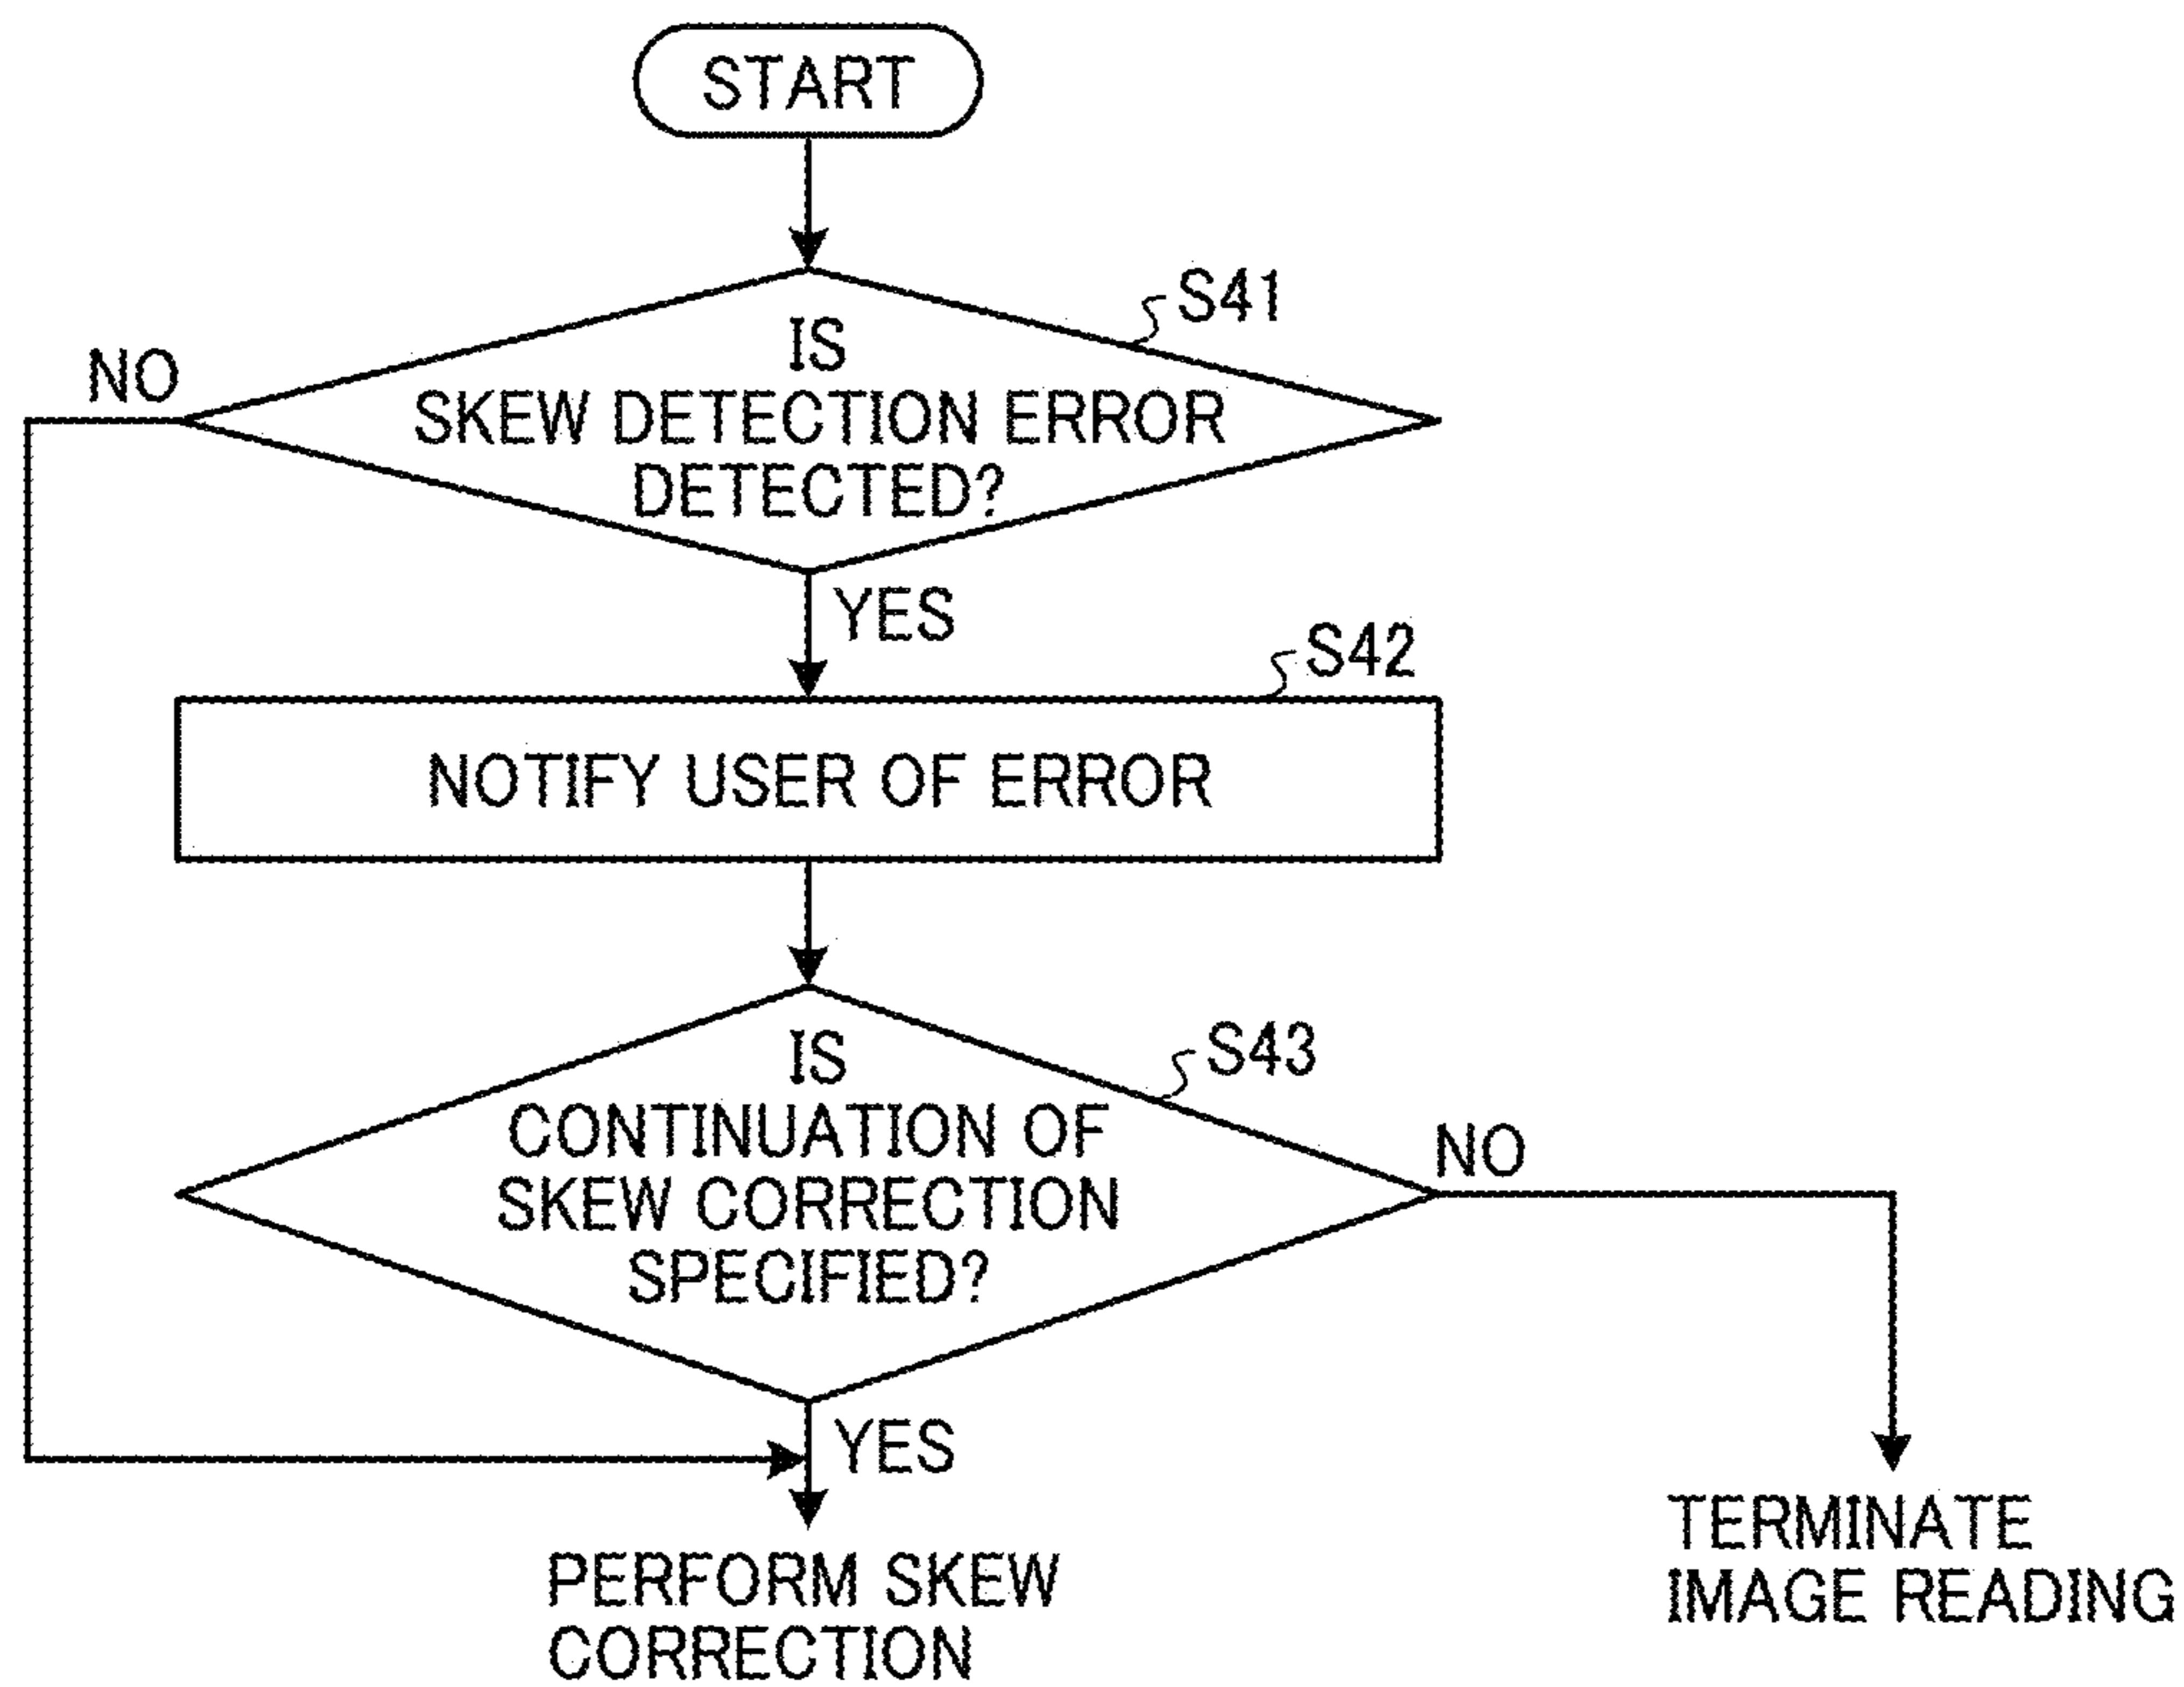 START
S41
NO
IS
SKEW DETECTION ERROR
DETECTED?
YES
S42
NOTIFY USER OF ERROR
S43
IS
CONTINUATION OF
SKEW CORRECTION
SPECIFIED?
NO
YES
PERFORM SKEW
CORRECTION
TERMINATE
IMAGE READING